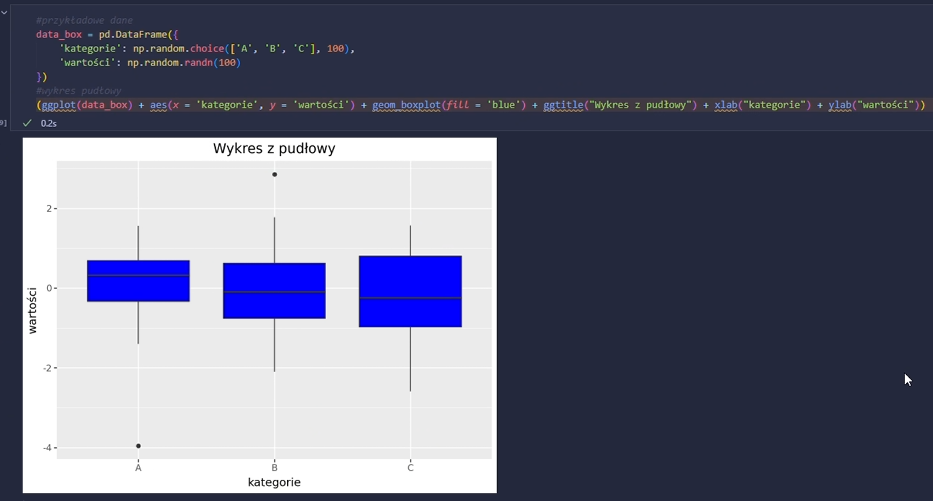 #przykładowe dane
data_box = pd.DataFrame({
'kategorie': np.random.choice(['A', 'B', 'C'], 100),
'wartości': np.random.randn(100)
})
#wykres pudłowy
(ggplot(data_box) + aes(x = 'kategorie', y = 'wartości') + geom_boxplot(fill = 'blue') + ggtitle("Wykres z pudłowy") + xlab("kategorie") + ylab("wartości"))
9]
0.2s
Wykres z pudłowy
2
0
-2
-4
wartości
A B C
kategorie